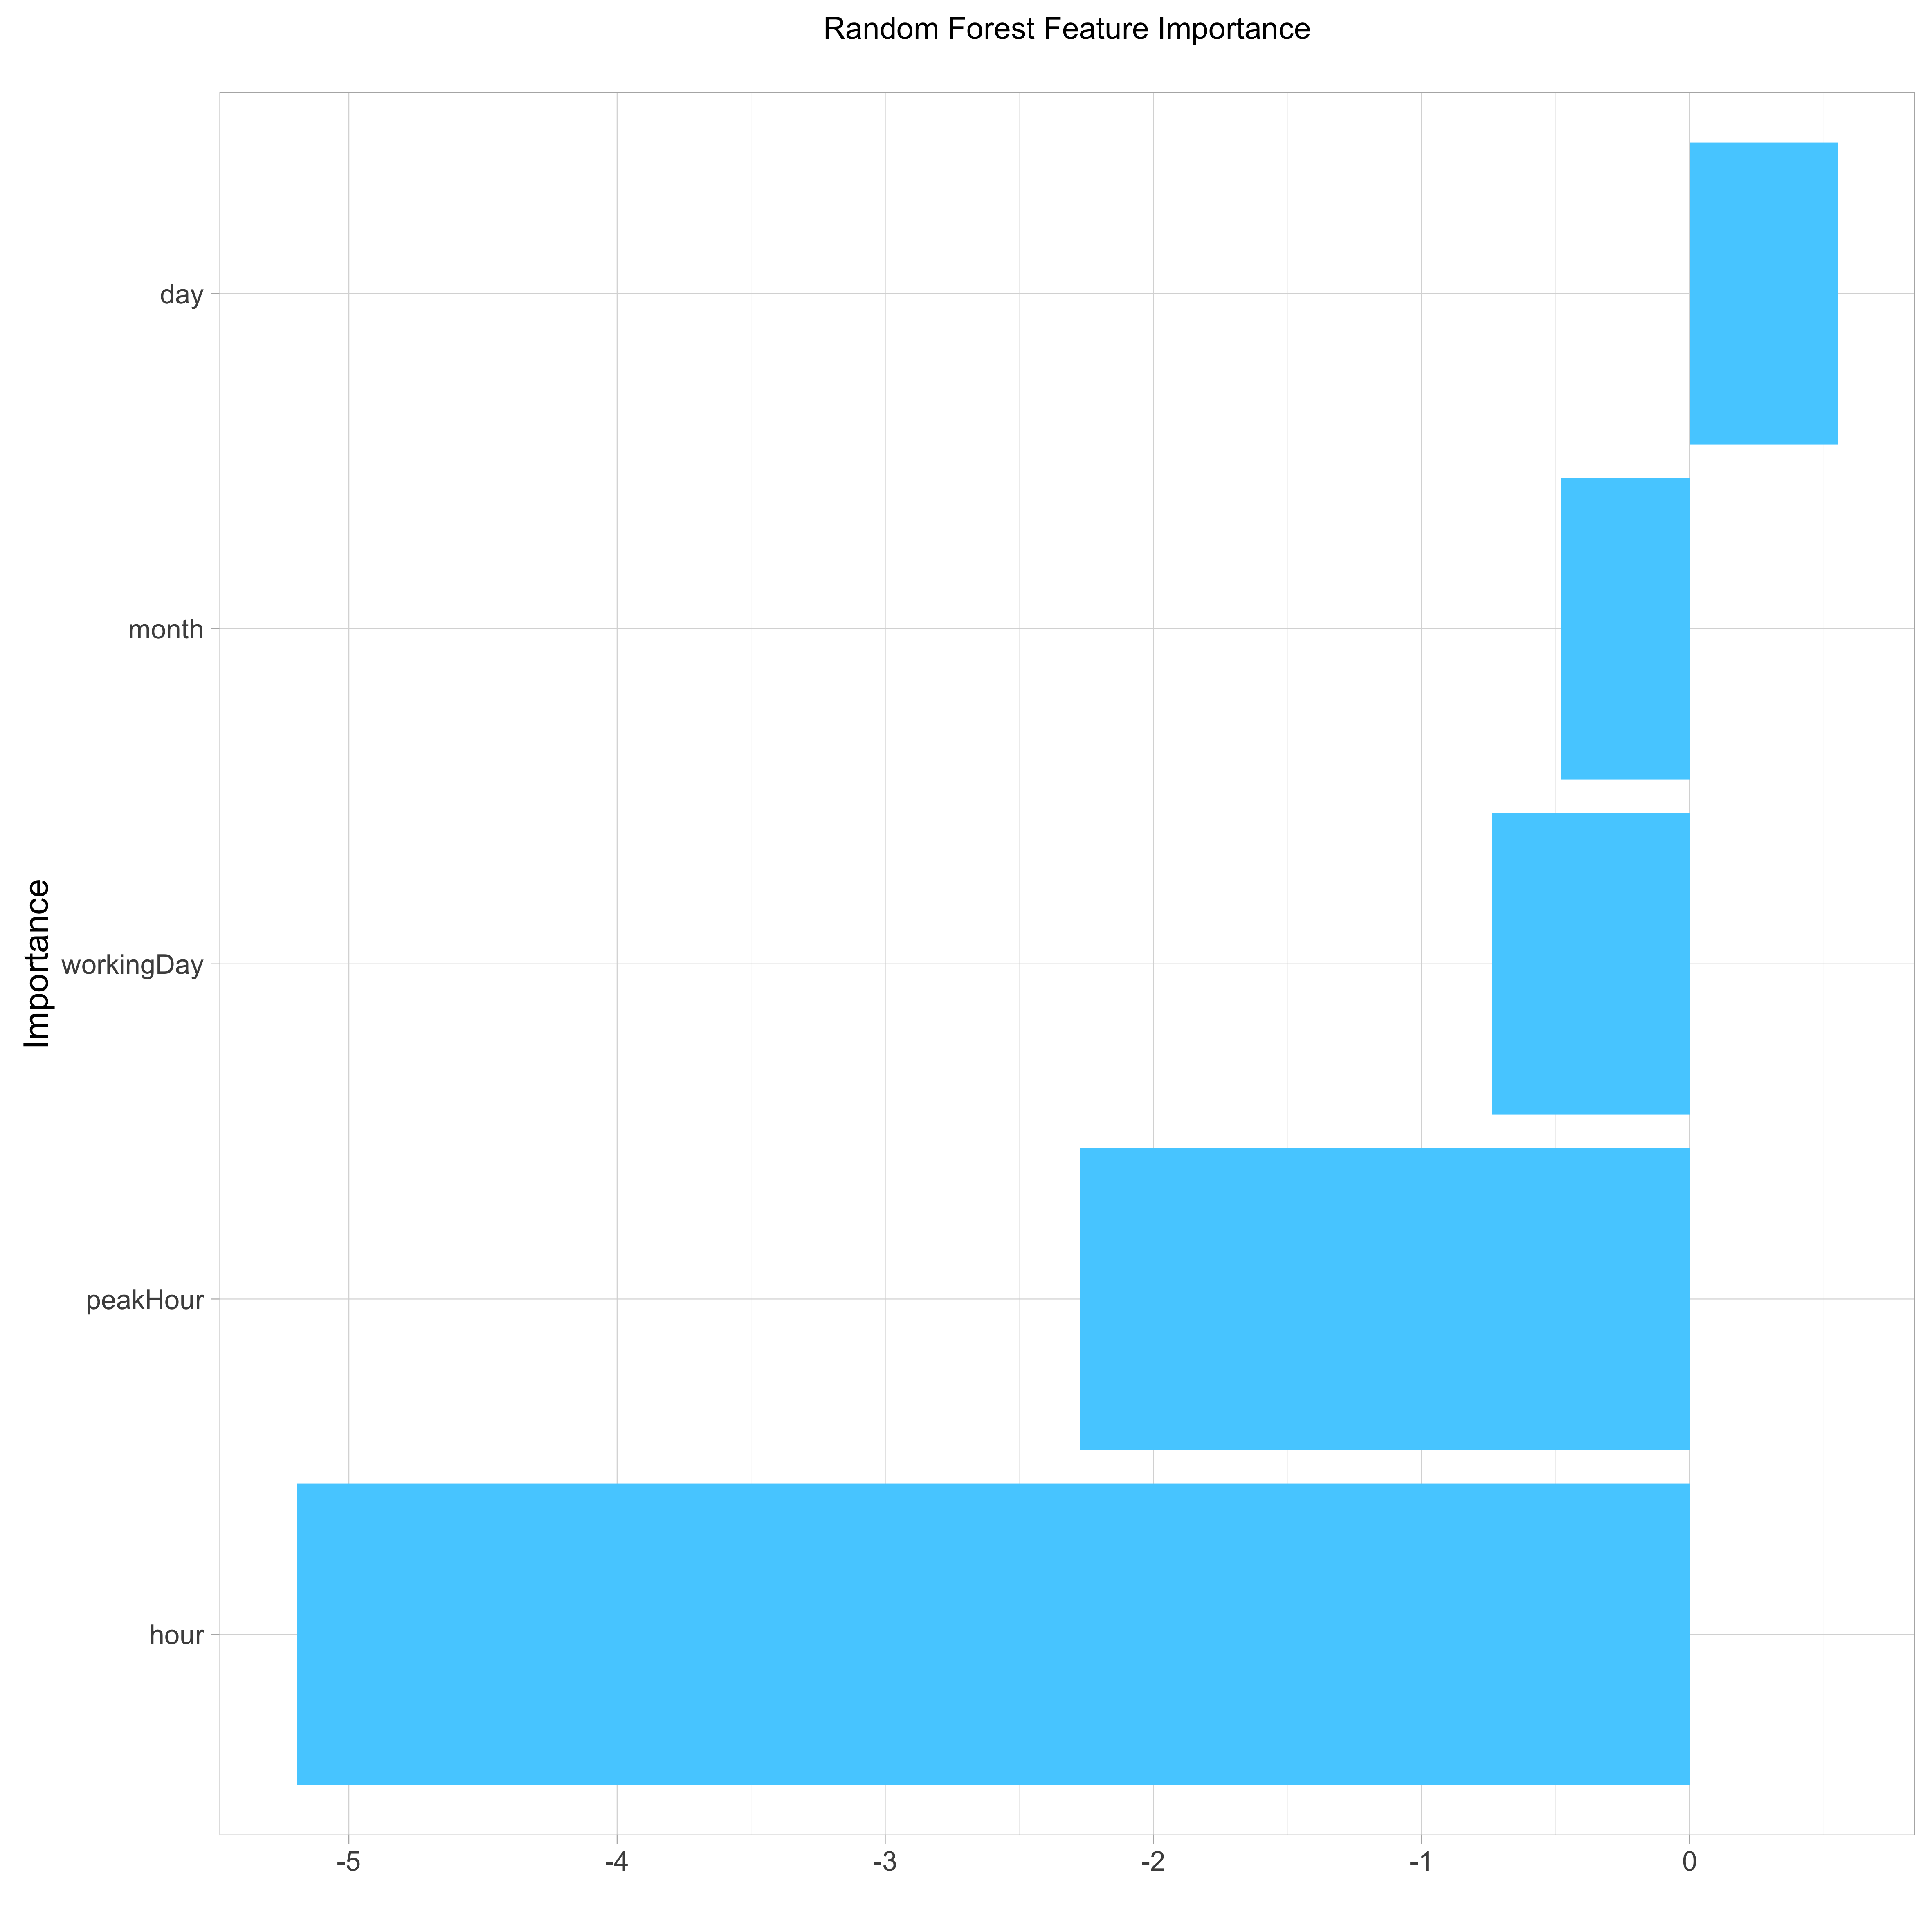 Random Forest Feature Importance
Importance
day
month
workingDay
peakHour
hour
-5 -4 -3 -2 -1 0